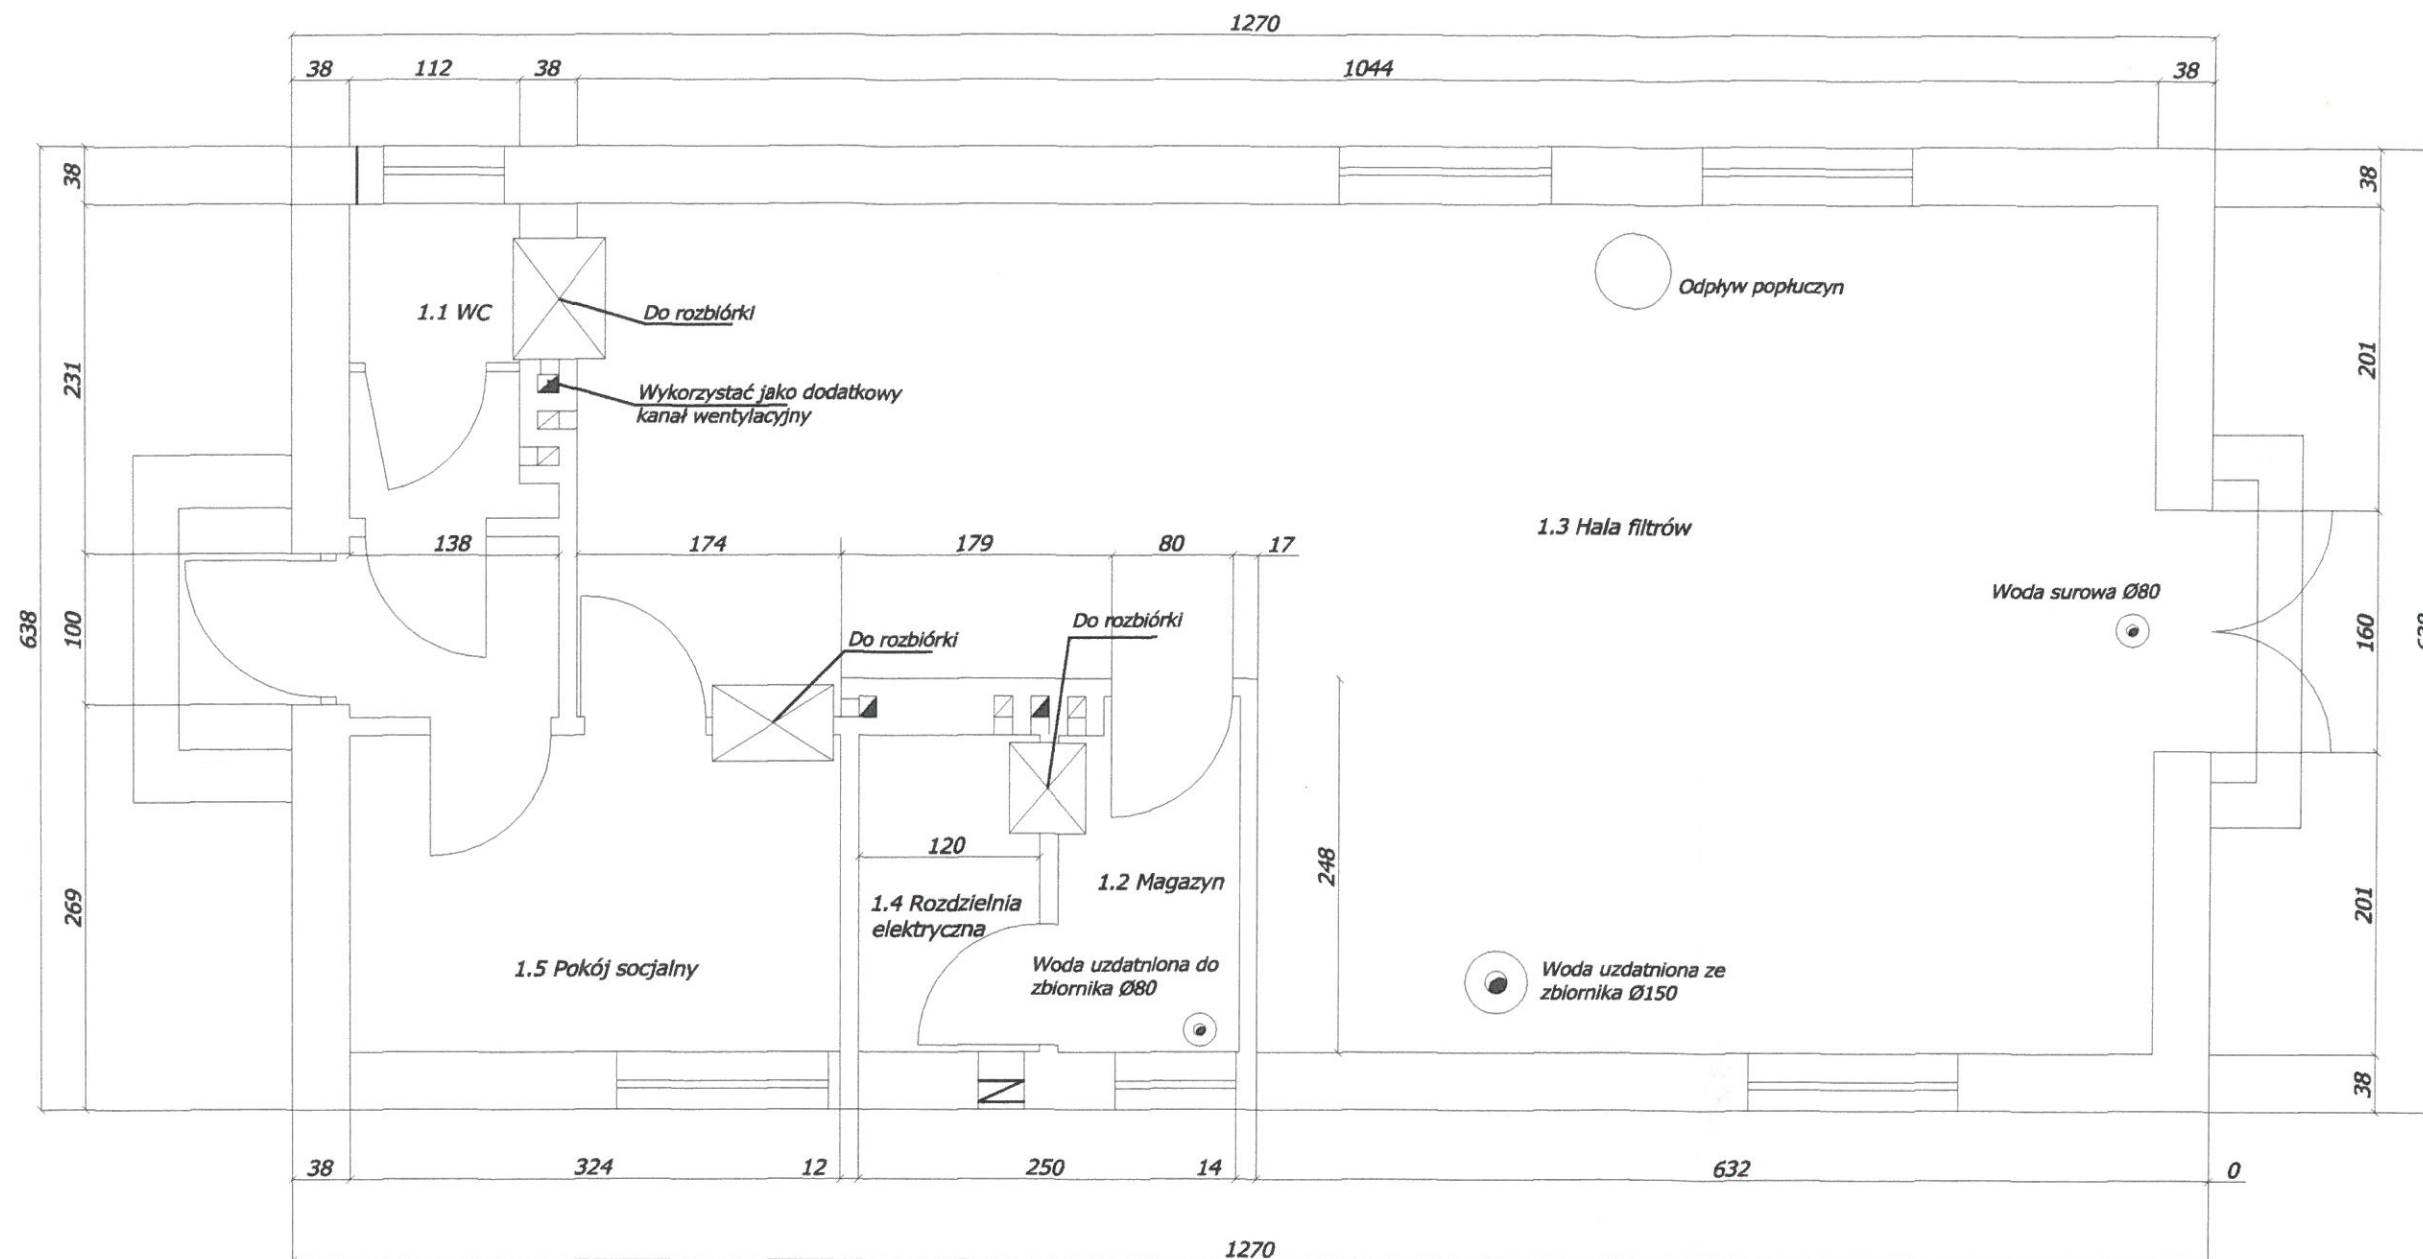 1270
38
112
38
1044
38
38
38
1.1 WC
Do rozbiórki
Odpływ popłuczyn
231
201
Wykorzystać jako dodatkowy
kanał wentylacyjny
1.3 Hala filtrów
138
174
179
80
17
Woda surowa Ø80
638
100
Do rozbiórki
Do rozbiórki
160
120
248
1.2 Magazyn
269
1.4 Rozdzielnia
elektryczna
201
1.5 Pokój socjalny
Woda uzdatniona do
zbiornika Ø80
Woda uzdatniona ze
zbiornika Ø150
38
38
324
12
250
14
632
0
1270